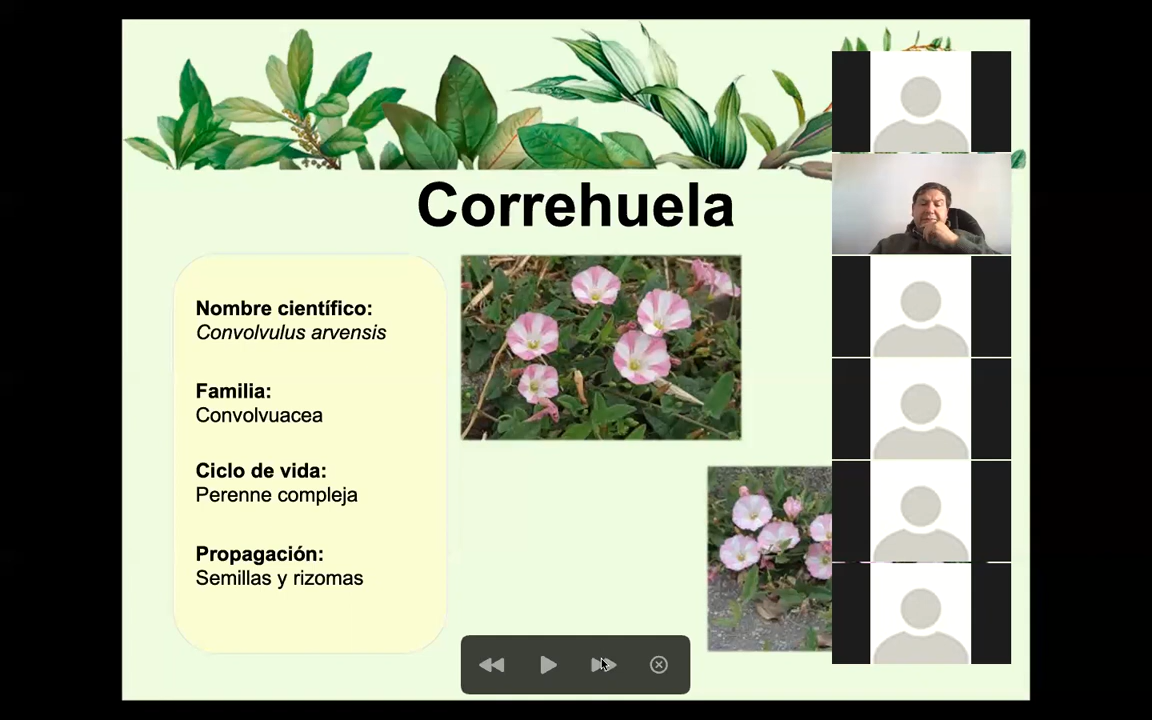 Correhuela
Nombre científico:
Convolvulus arvensis
Familia:
Convolvuacea
Ciclo de vida:
Perenne compleja
Propagación:
Semillas y rizomas